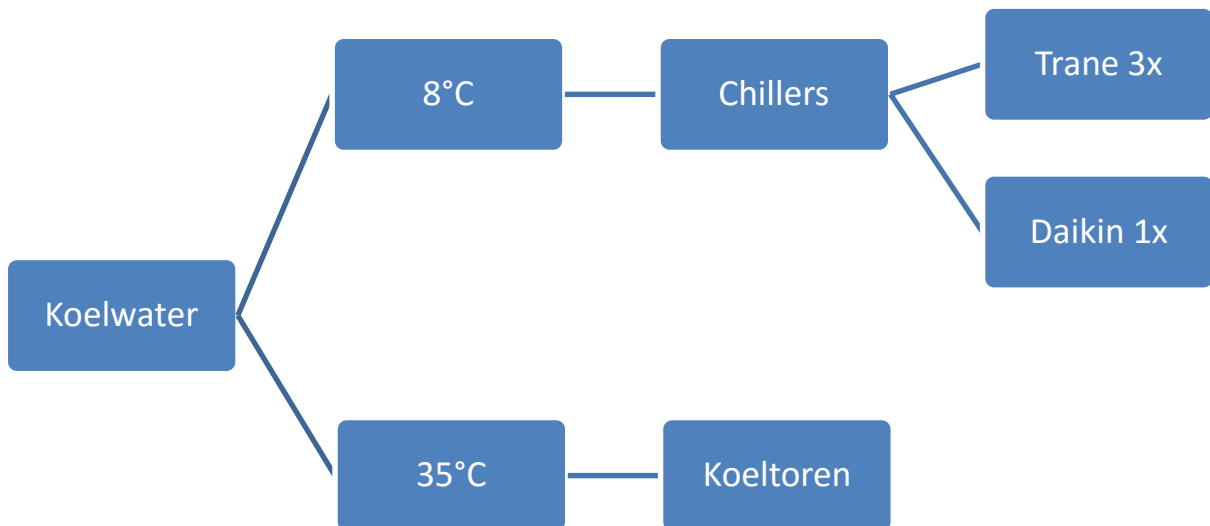 Trane 3x
8°C
Chillers
Daikin 1x
Koelwater
35°C
Koeltoren